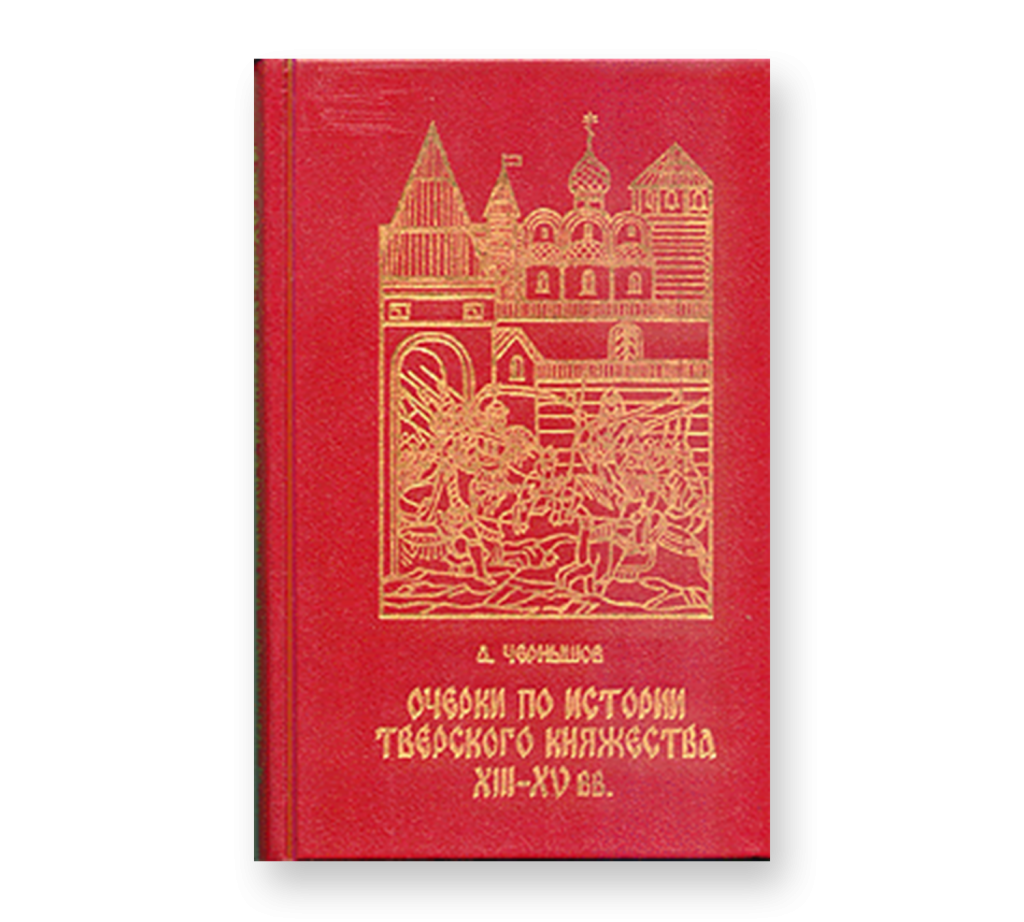 Д. ЧЕРНЫШОВ
ОЧЕРКИ ПО ИСТОРИИ
ТВЕРСКОГО КНЯЖЕСТВА
XIII-XV ВВ.